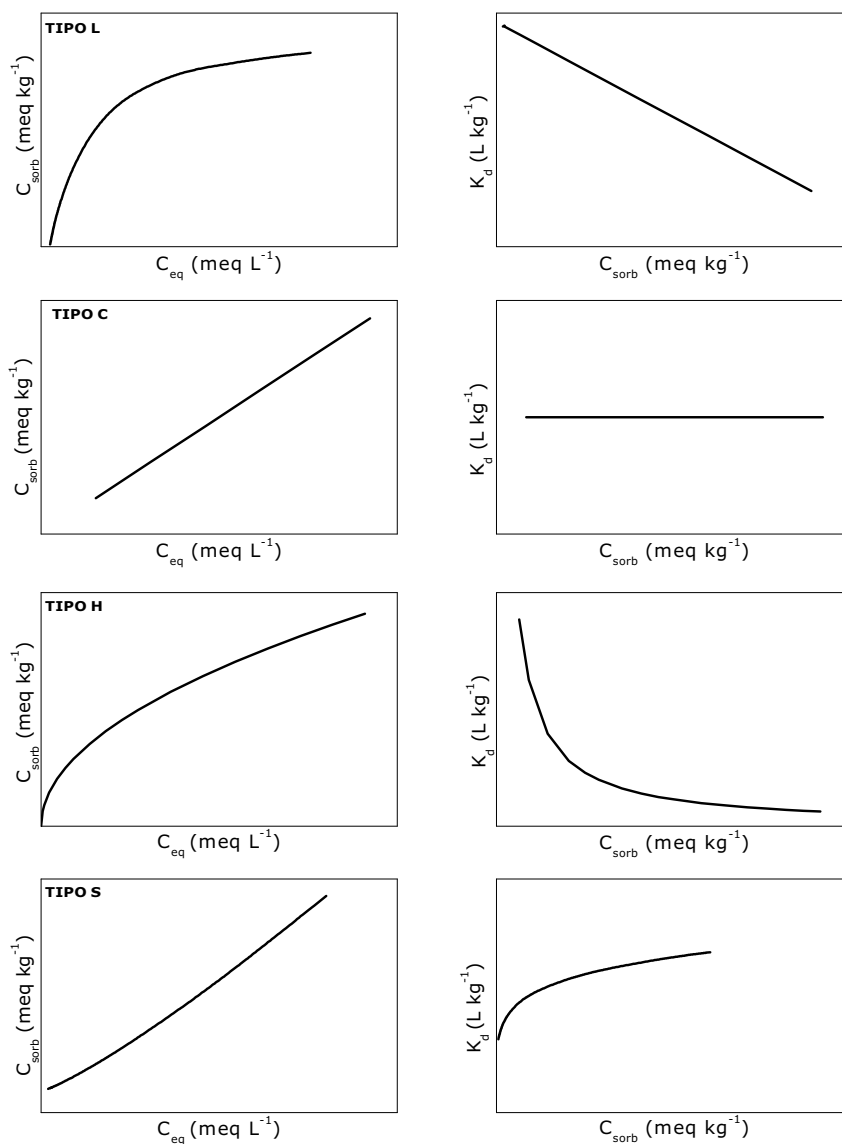 TIPO L
C_sorb (meq kg^-1)
C_eq (meq L^-1)
K_d (L kg^-1)
C_sorb (meq kg^-1)
TIPO C
C_sorb (meq kg^-1)
C_eq (meq L^-1)
K_d (L kg^-1)
C_sorb (meq kg^-1)
TIPO H
C_sorb (meq kg^-1)
C_eq (meq L^-1)
K_d (L kg^-1)
C_sorb (meq kg^-1)
TIPO S
C_sorb (meq kg^-1)
C_eq (meq L^-1)
K_d (L kg^-1)
C_sorb (meq kg^-1)